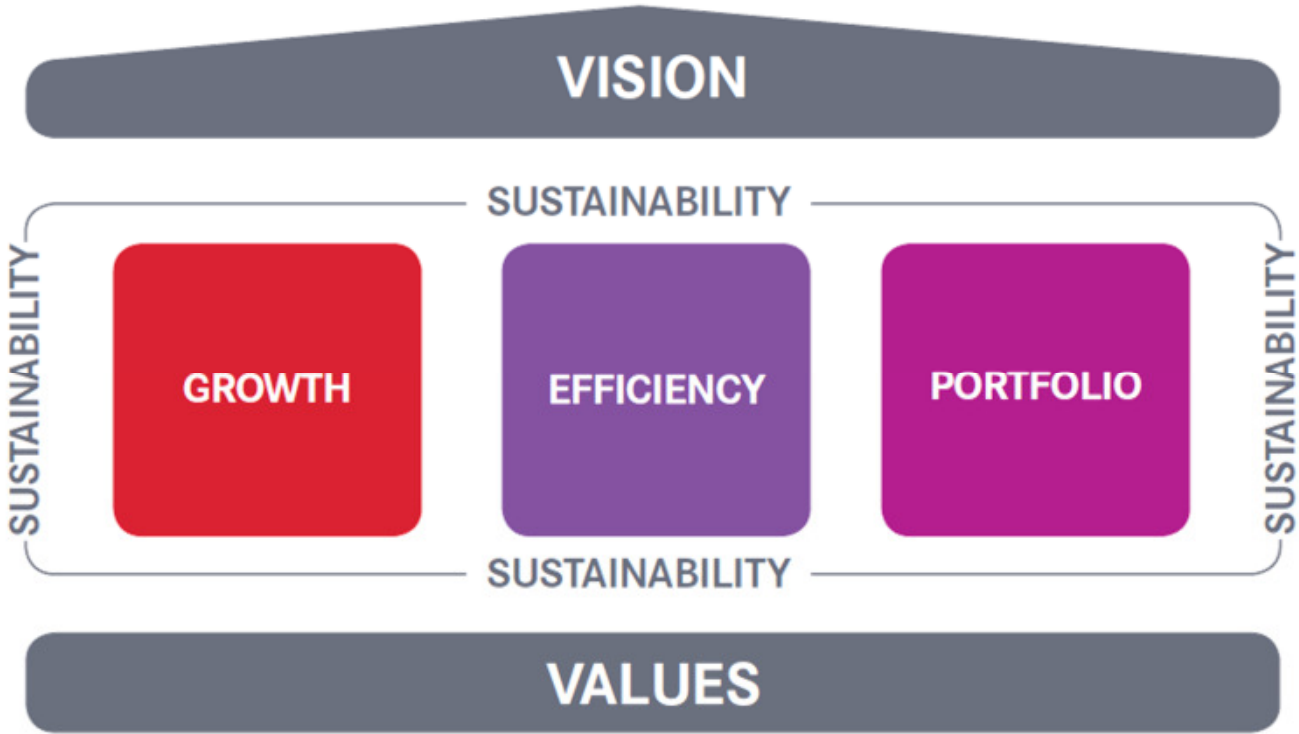 VISION
SUSTAINABILITY
SUSTAINABILITY
GROWTH
EFFICIENCY
PORTFOLIO
SUSTAINABILITY
SUSTAINABILITY
VALUES